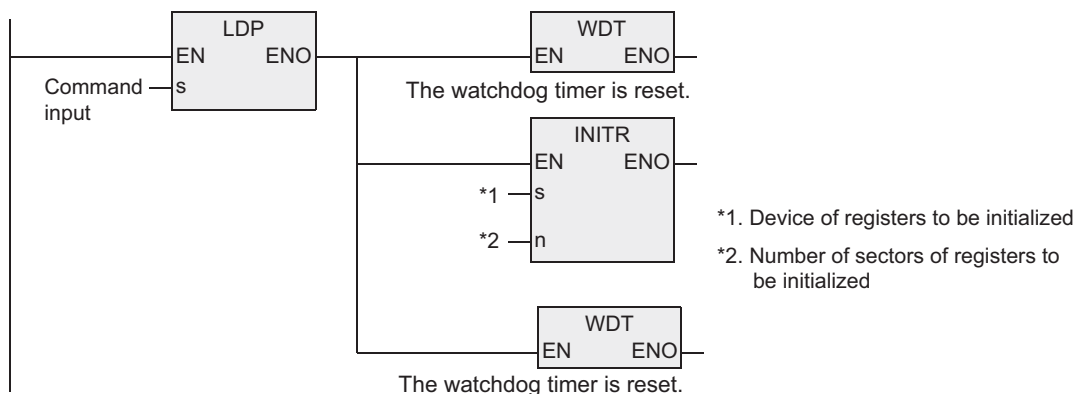 LDP
EN ENO
Command
input
s
WDT
EN ENO
The watchdog timer is reset.
INITR
EN ENO
*1 s
*2 n
*1. Device of registers to be initialized
*2. Number of sectors of registers to
be initialized
WDT
EN ENO
The watchdog timer is reset.